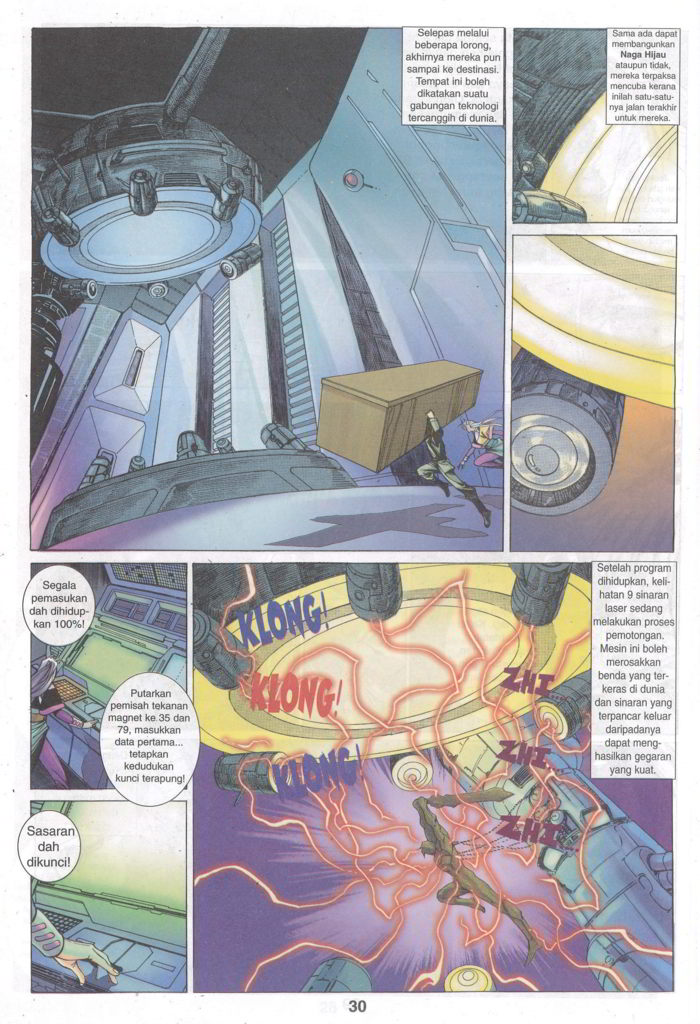 Selepas melalui
beberapa lorong,
akhirnya mereka pun
sampai ke destinasi.
Tempat ini boleh
dikatakan suatu
gabungan teknologi
tercanggih di dunia.
Sama ada dapat
membangunkan
Naga Hijau
ataupun tidak,
mereka terpaksa
mencuba kerana
inilah satu-satu-
nya jalan terakhir
untuk mereka.
Segala
pemasukan
dah dihidup-
kan 100%!
Putarkan
pemisah tekanan
magnet ke.35 dan
79, masukkan
data pertama...
tetapkan
kedudukan
kunci terapung!
Sasaran
dah
dikunci!
KLONG!
KLONG!
KLONG!
ZHI
ZHI
ZHI
Setelah program
dihidupkan, keli-
hatan 9 sinaran
laser sedang
melakukan proses
pemotongan.
Mesin ini boleh
merosakkan
benda yang ter-
keras di dunia
dan sinaran yang
terpancar keluar
daripadanya
dapat meng-
hasilkan gegaran
yang kuat.
30